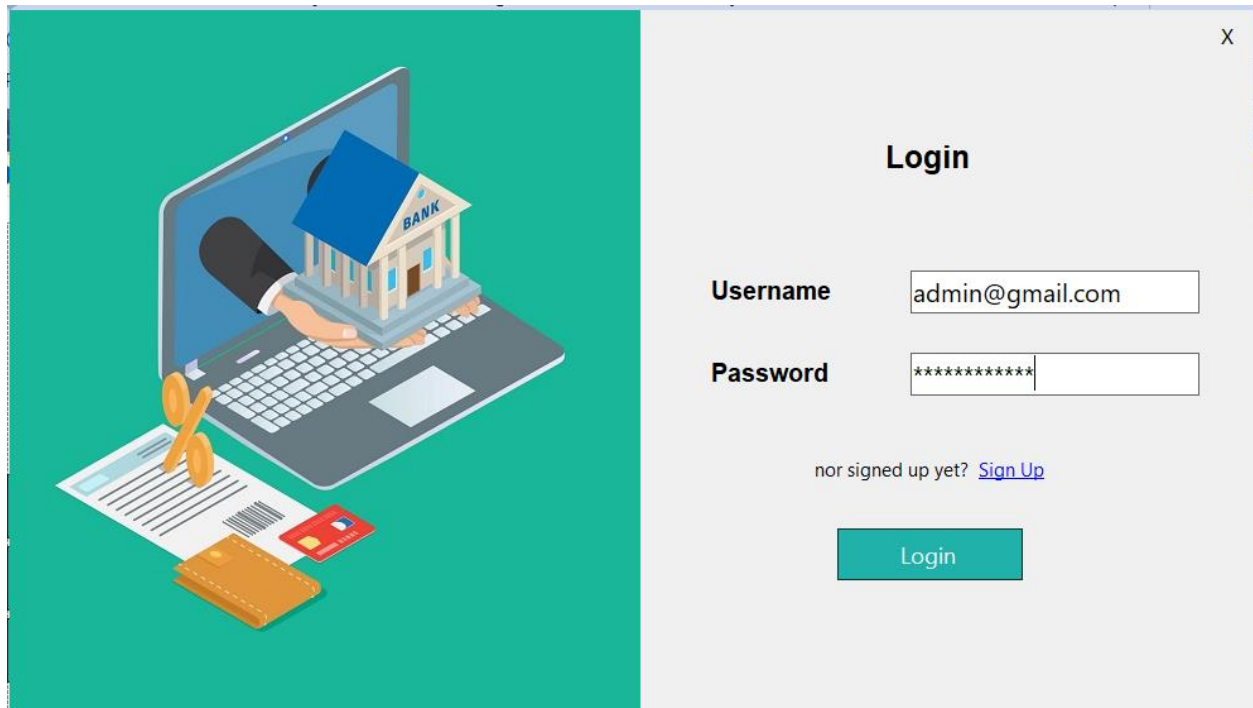 X
Login
Username admin@gmail.com
Password ************
nor signed up yet? Sign Up
Login
BANK